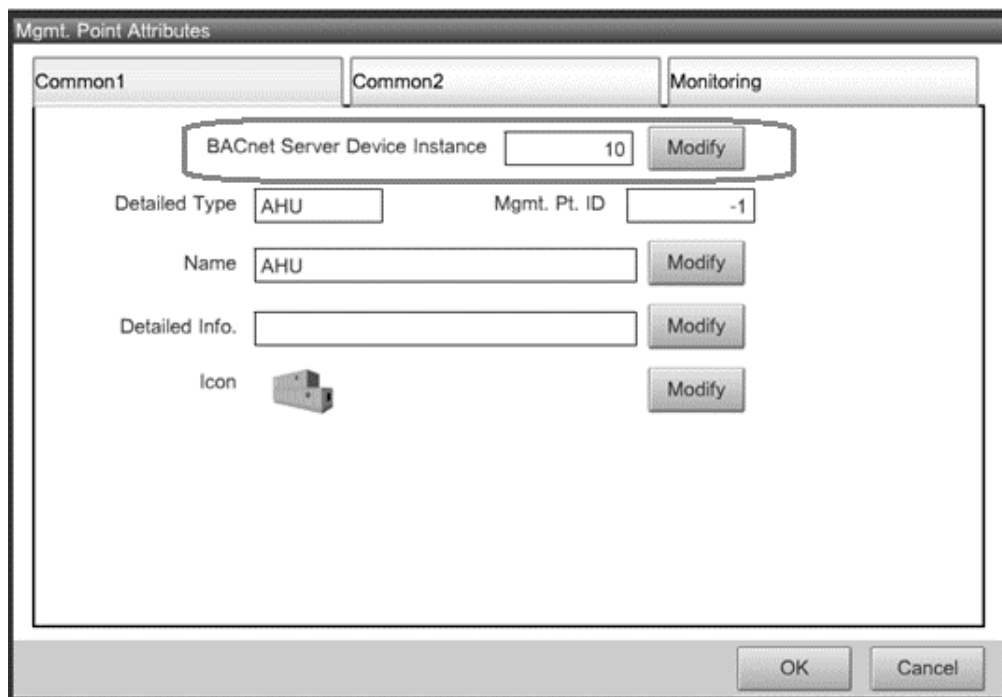 Mgmt. Point Attributes
Common1 Common2 Monitoring
BACnet Server Device Instance 10 Modify
Detailed Type AHU Mgmt. Pt. ID -1
Name AHU Modify
Detailed Info. Modify
Icon Modify
OK Cancel